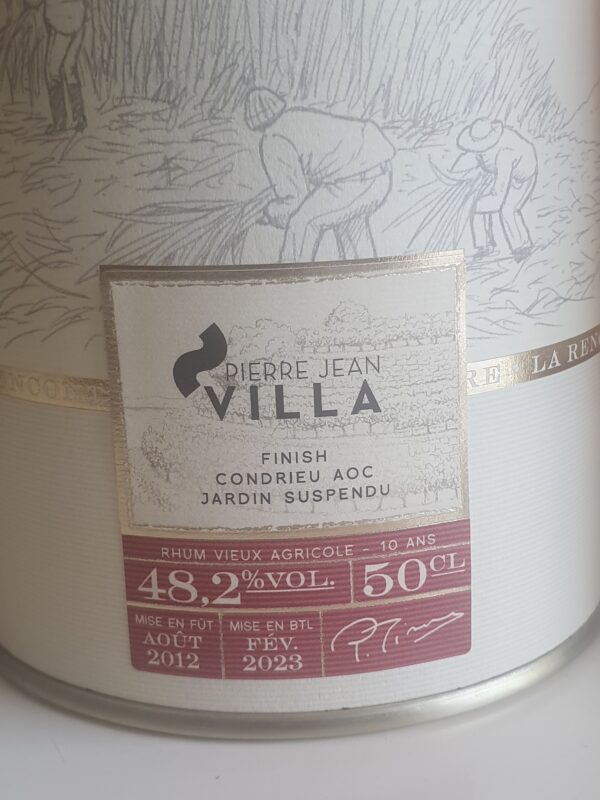 PIERRE JEAN
VILLA
FINISH
CONDRIEU AOC
JARDIN SUSPENDU
RE
LA REN
RHUM VIEUX AGRICOLE - 10 ANS
48,2%VOL.
50CL
MISE EN FÛT
AOÛT
2012
MISE EN BTL
FÉV.
2023